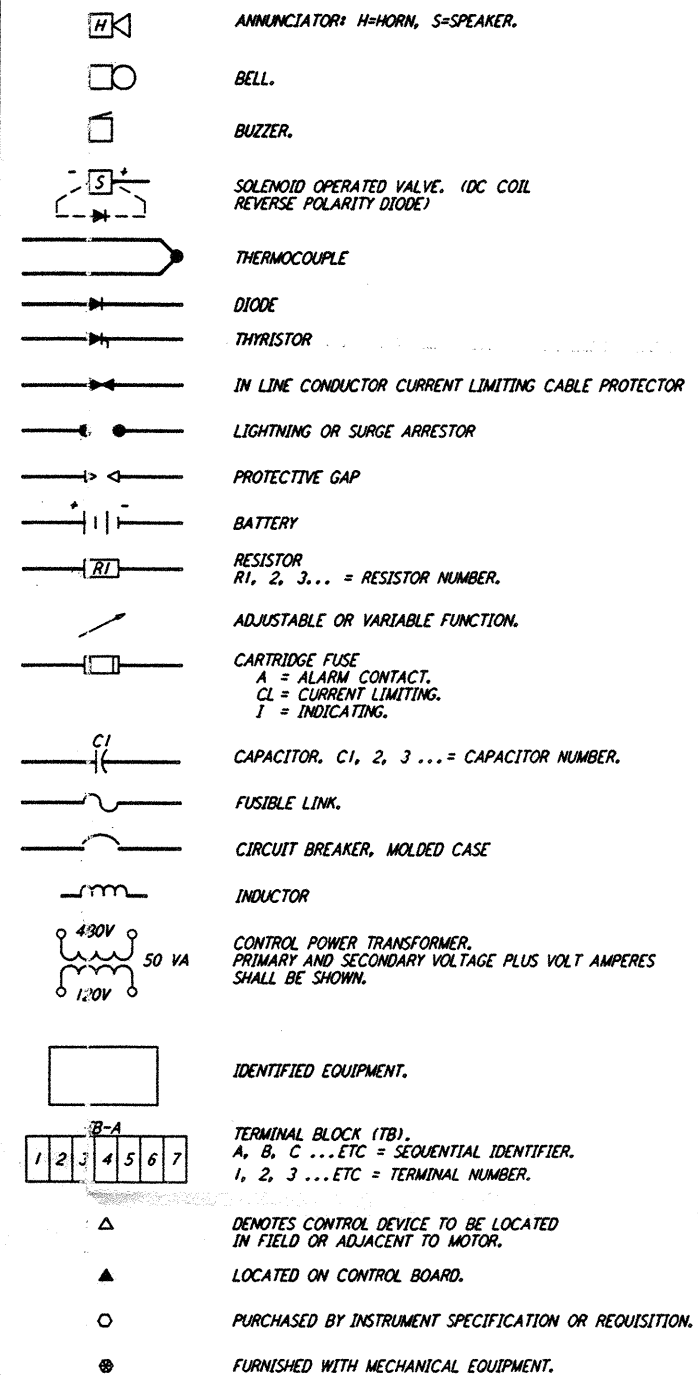 H ANNUNCIATOR: H=HORN, S=SPEAKER.
BELL.
BUZZER.
- S + SOLENOID OPERATED VALVE. (DC COIL
REVERSE POLARITY DIODE)
THERMOCOUPLE
DIODE
THYRISTOR
IN LINE CONDUCTOR CURRENT LIMITING CABLE PROTECTOR
LIGHTNING OR SURGE ARRESTOR
PROTECTIVE GAP
+ - BATTERY
RESISTOR
R1 R1, 2, 3... = RESISTOR NUMBER.
ADJUSTABLE OR VARIABLE FUNCTION.
CARTRIDGE FUSE
A = ALARM CONTACT.
CL = CURRENT LIMITING.
I = INDICATING.
C1 CAPACITOR. C1, 2, 3 ...= CAPACITOR NUMBER.
FUSIBLE LINK.
CIRCUIT BREAKER, MOLDED CASE
INDUCTOR
480V CONTROL POWER TRANSFORMER.
50 VA PRIMARY AND SECONDARY VOLTAGE PLUS VOLT AMPERES
120V SHALL BE SHOWN.
IDENTIFIED EQUIPMENT.
B-A TERMINAL BLOCK (TB).
1 2 3 4 5 6 7 A, B, C ...ETC = SEQUENTIAL IDENTIFIER.
1, 2, 3 ...ETC = TERMINAL NUMBER.
DENOTES CONTROL DEVICE TO BE LOCATED
IN FIELD OR ADJACENT TO MOTOR.
LOCATED ON CONTROL BOARD.
PURCHASED BY INSTRUMENT SPECIFICATION OR REQUISITION.
FURNISHED WITH MECHANICAL EQUIPMENT.